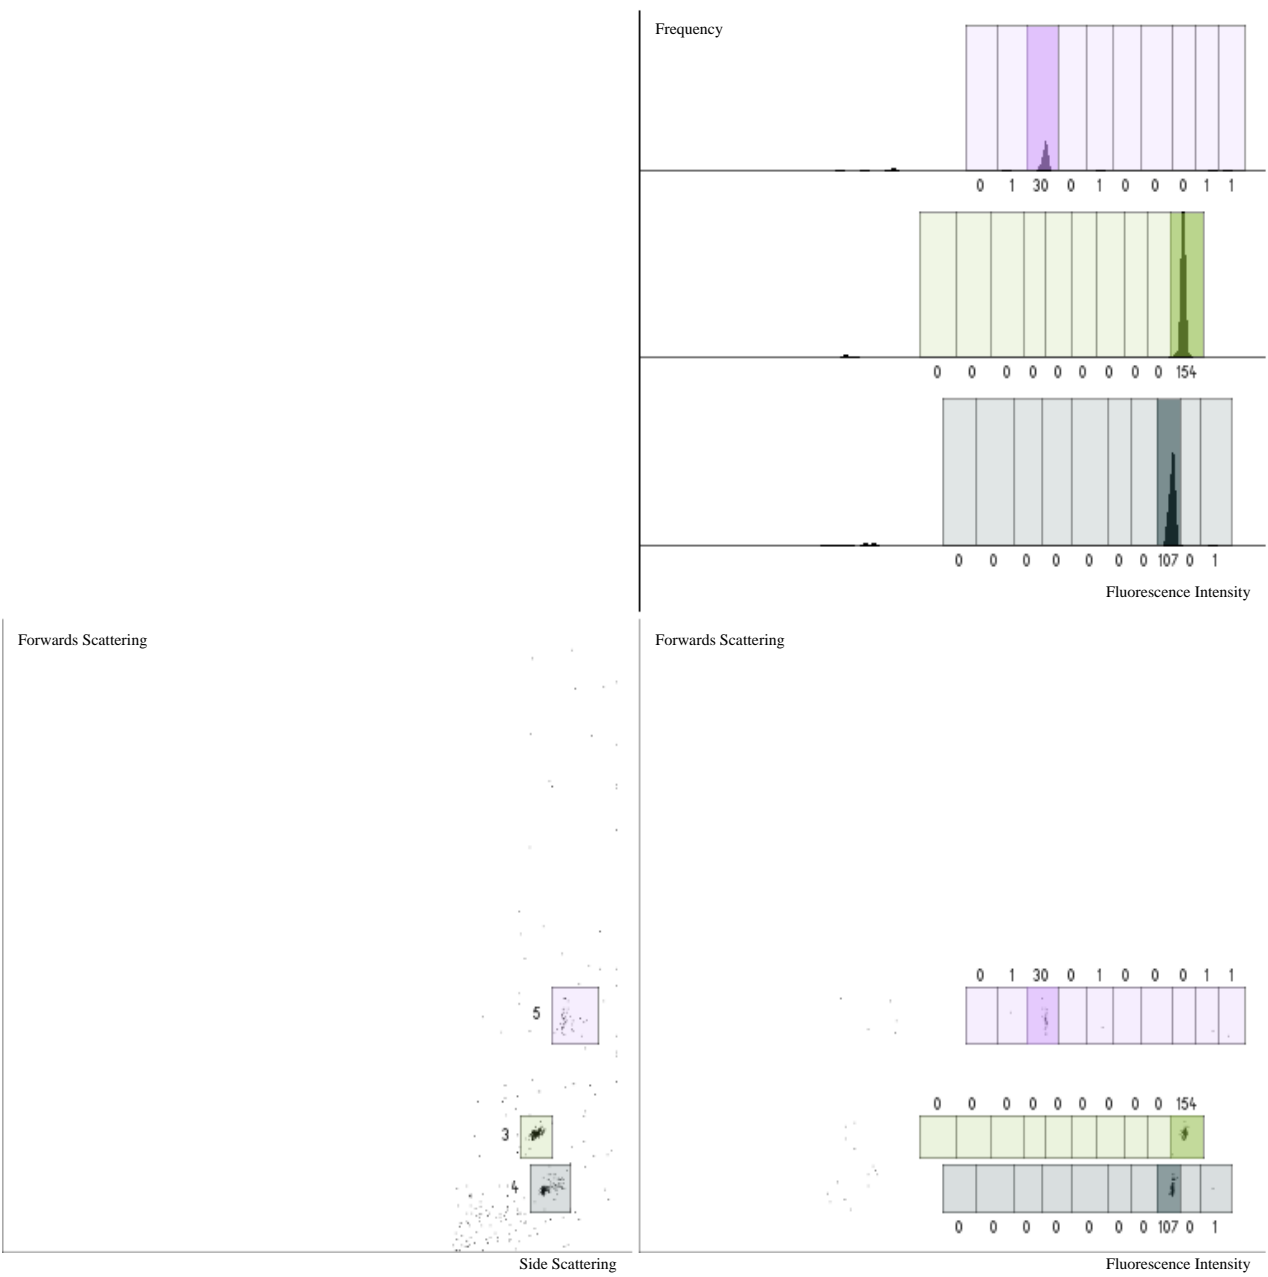 Frequency
0 1 30 0 1 0 0 0 1 1
0 0 0 0 0 0 0 0 0 154
0 0 0 0 0 0 0 107 0 1
Fluorescence Intensity
Forwards Scattering
5
3
4
Side Scattering
Forwards Scattering
0 1 30 0 1 0 0 0 1 1
0 0 0 0 0 0 0 0 0 154
0 0 0 0 0 0 0 107 0 1
Fluorescence Intensity